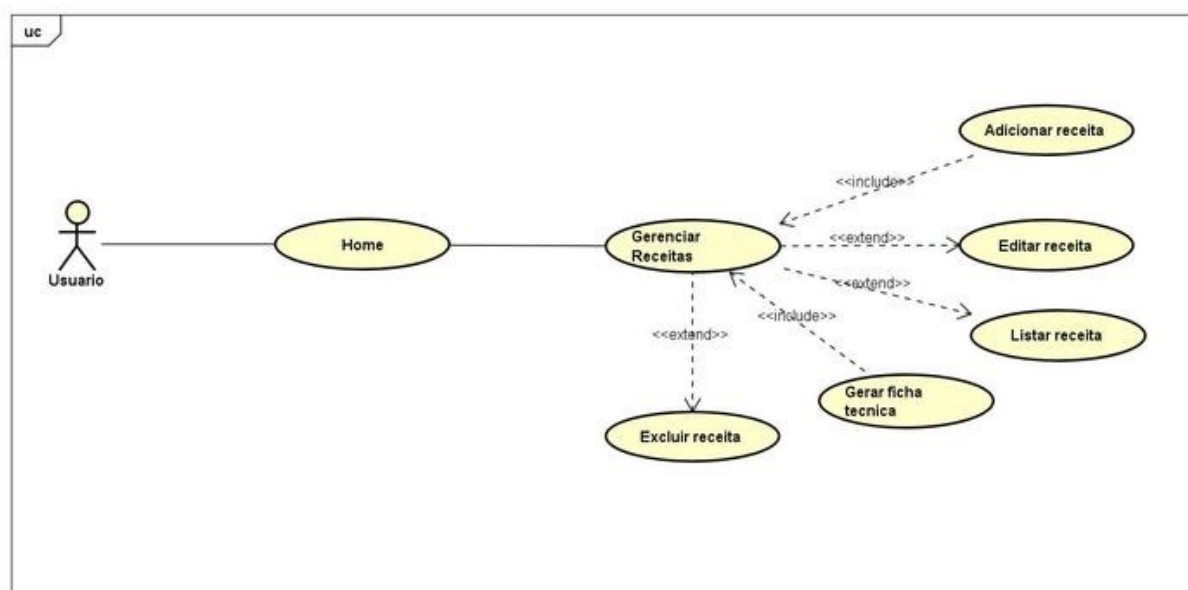 uc
Adicionar receita
<<include>>
Usuario
Home
Gerenciar
Receitas
<<extend>>
Editar receita
<<extend>>
Listar receita
<<include>>
<<extend>>
Gerar ficha
tecnica
Excluir receita